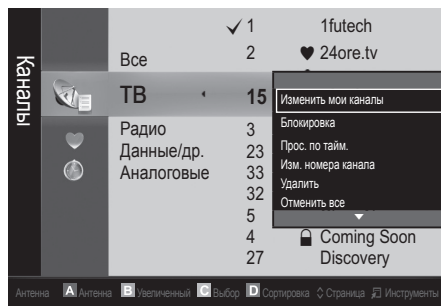 Каналы
✓ 1 1futech
Все 2 ♥ 24ore.tv
ТВ 15
Радио 3
Данные/др. 23
Аналоговые 33
32
5
4 Coming Soon
27 Discovery
Изменить мои каналы
Блокировка
Прос. по тайм.
Изм. номера канала
Удалить
Отменить все
Антенна A Антенна B Увеличенный C Выбор D Сортировка Страница Инструменты